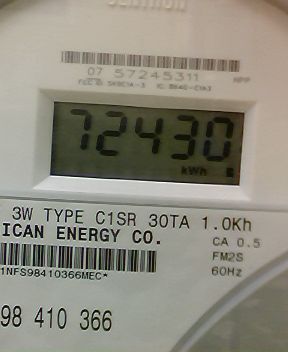 07 57245311 HPP
72430
kWh
3W TYPE C1SR 30TA 1.0Kh
ICAN ENERGY CO.
CA 0.5
FM2S
60Hz
1NFS98410366MEC*
98 410 366